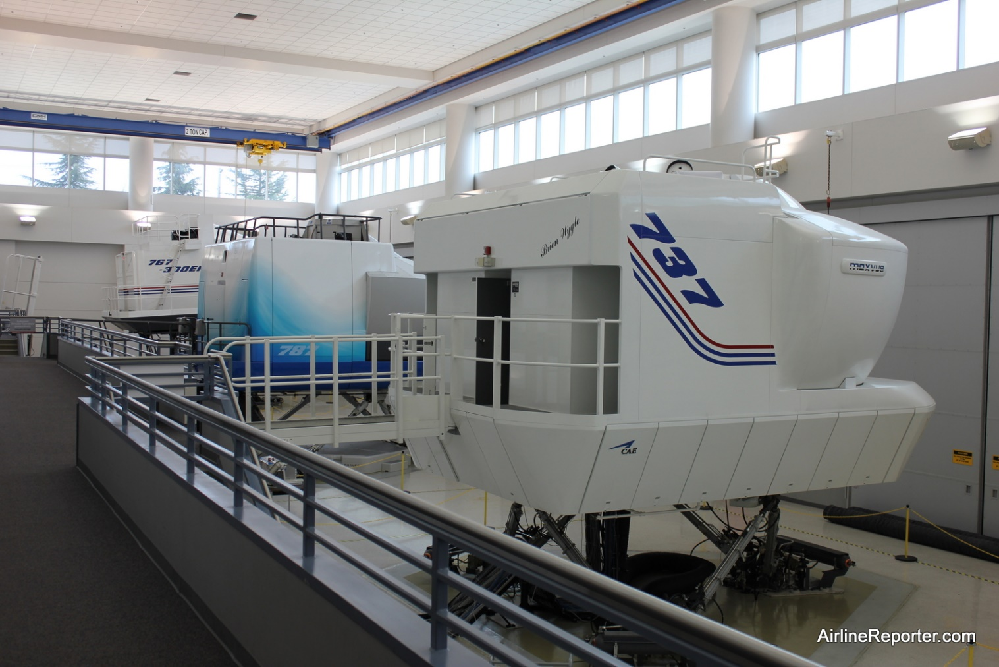 2 TON CAP.
767
-300ER
787
Brien Wygle
737
maxvue
CAE
AirlineReporter.com